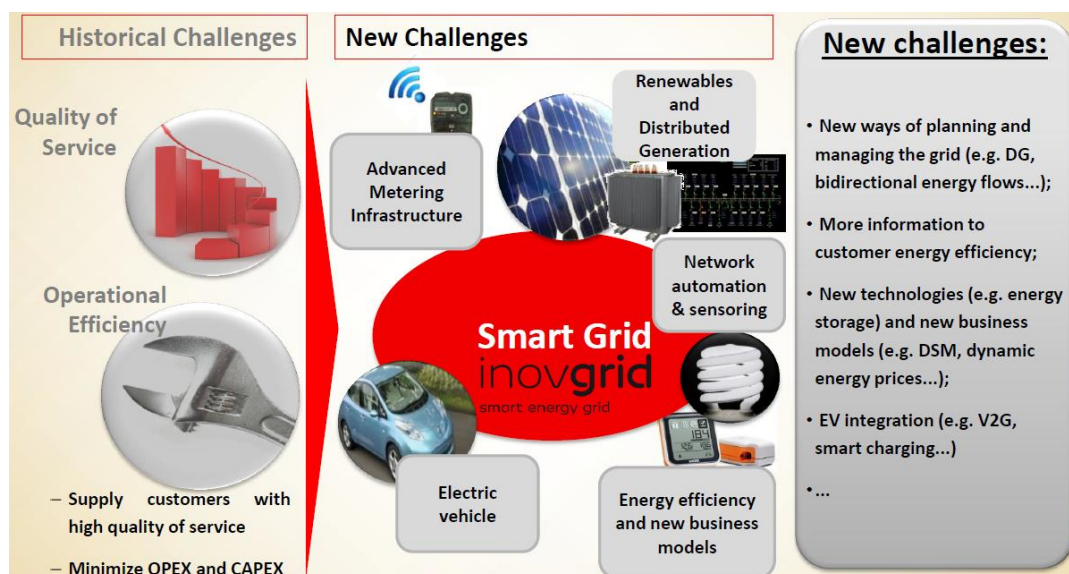 Historical Challenges
New Challenges
Quality of
Service
Operational
Efficiency
– Supply customers with
high quality of service
– Minimize OPEX and CAPEX
Advanced
Metering
Infrastructure
Renewables
and
Distributed
Generation
Network
automation
& sensoring
Smart Grid
inovgrid
smart energy grid
184
Electric
vehicle
Energy efficiency
and new business
models
New challenges:
• New ways of planning and
managing the grid (e.g. DG,
bidirectional energy flows...);
• More information to
customer energy efficiency;
• New technologies (e.g. energy
storage) and new business
models (e.g. DSM, dynamic
energy prices...);
• EV integration (e.g. V2G,
smart charging...)
• ...